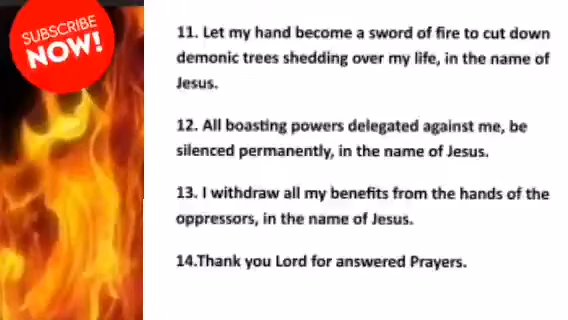 SUBSCRIBE
NOW!
11. Let my hand become a sword of fire to cut down
demonic trees shedding over my life, in the name of
Jesus.
12. All boasting powers delegated against me, be
silenced permanently, in the name of Jesus.
13. I withdraw all my benefits from the hands of the
oppressors, in the name of Jesus.
14.Thank you Lord for answered Prayers.